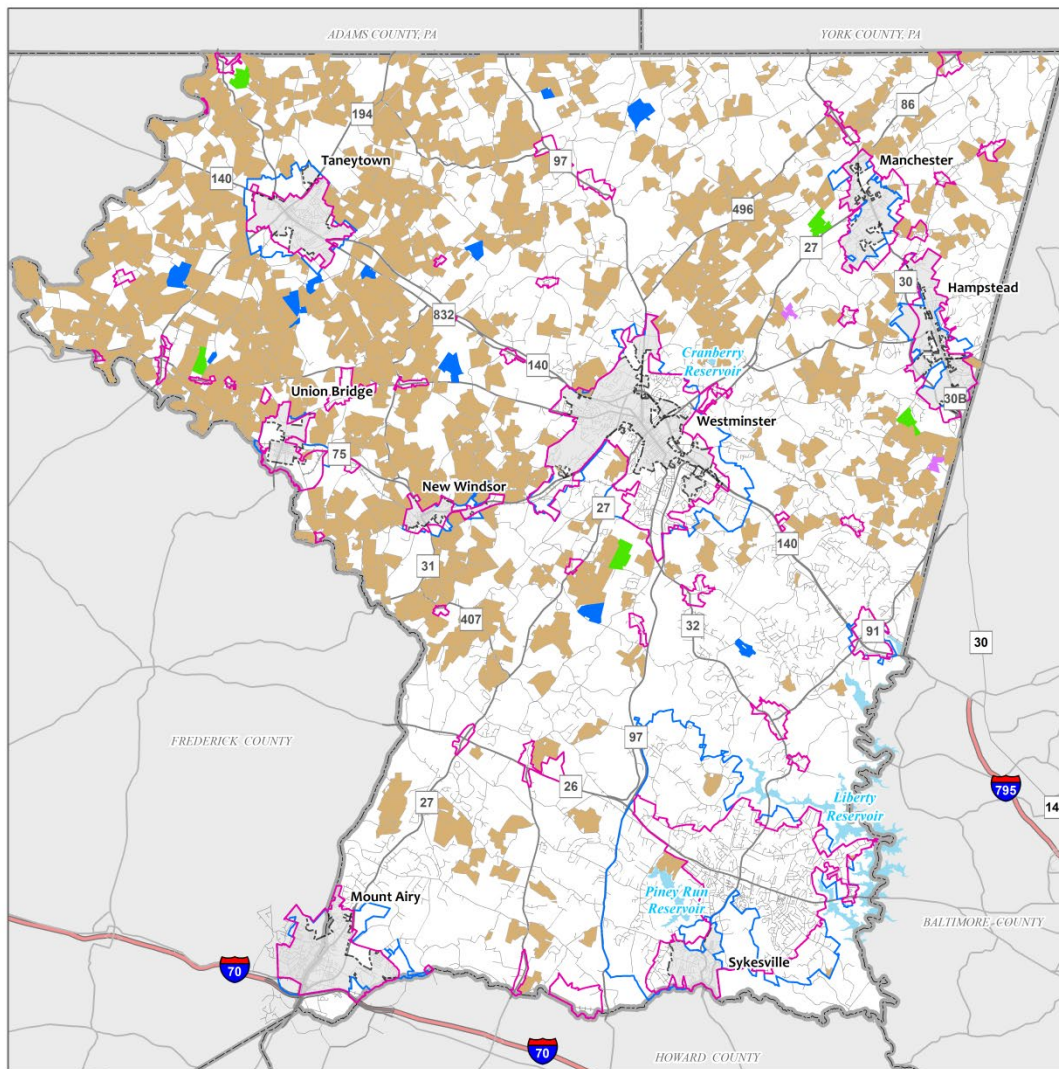 ADAMS COUNTY, PA
YORK COUNTY, PA
86
194
97
Taneytown
Manchester
140
496
27
30
Hampstead
832
Cranberry
Reservoir
140
Union Bridge
30B
Westminster
75
New Windsor
27
140
31
407
32
91
30
FREDERICK COUNTY
97
26
27
Liberty
Reservoir
795
14
Mount Airy
Piney Run
Reservoir
BALTIMORE COUNTY
Sykesville
70
70
HOWARD COUNTY